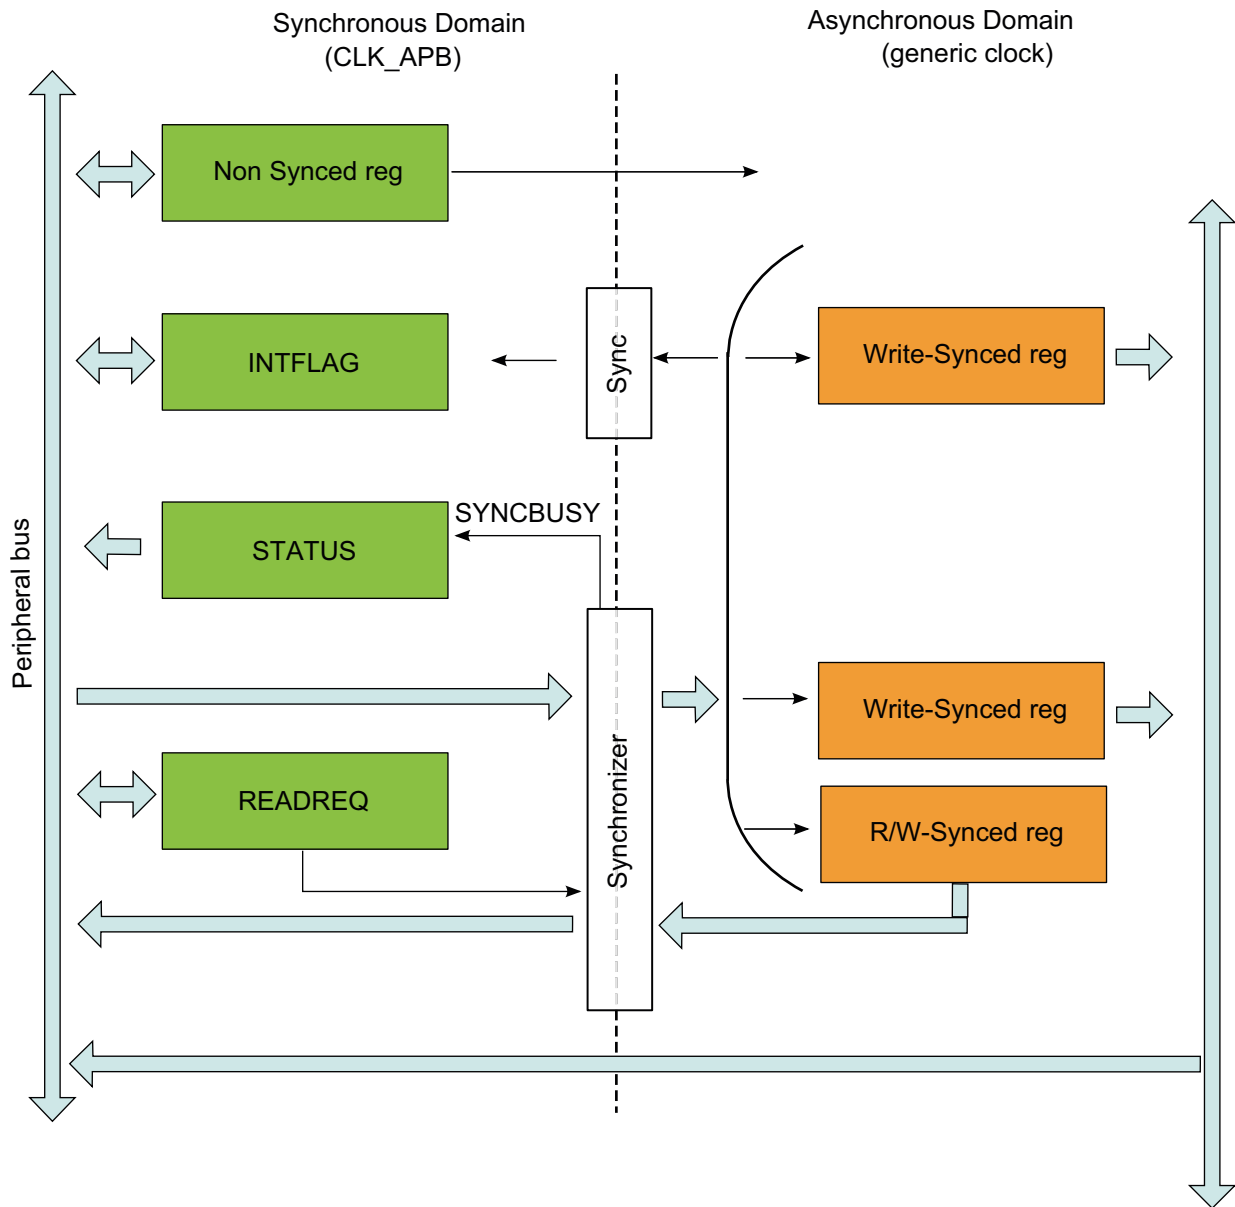 Synchronous Domain
(CLK_APB)
Asynchronous Domain
(generic clock)
Non Synced reg
INTFLAG
Sync
Write-Synced reg
SYNCBUSY
STATUS
Peripheral bus
Write-Synced reg
Synchronizer
READREQ
R/W-Synced reg